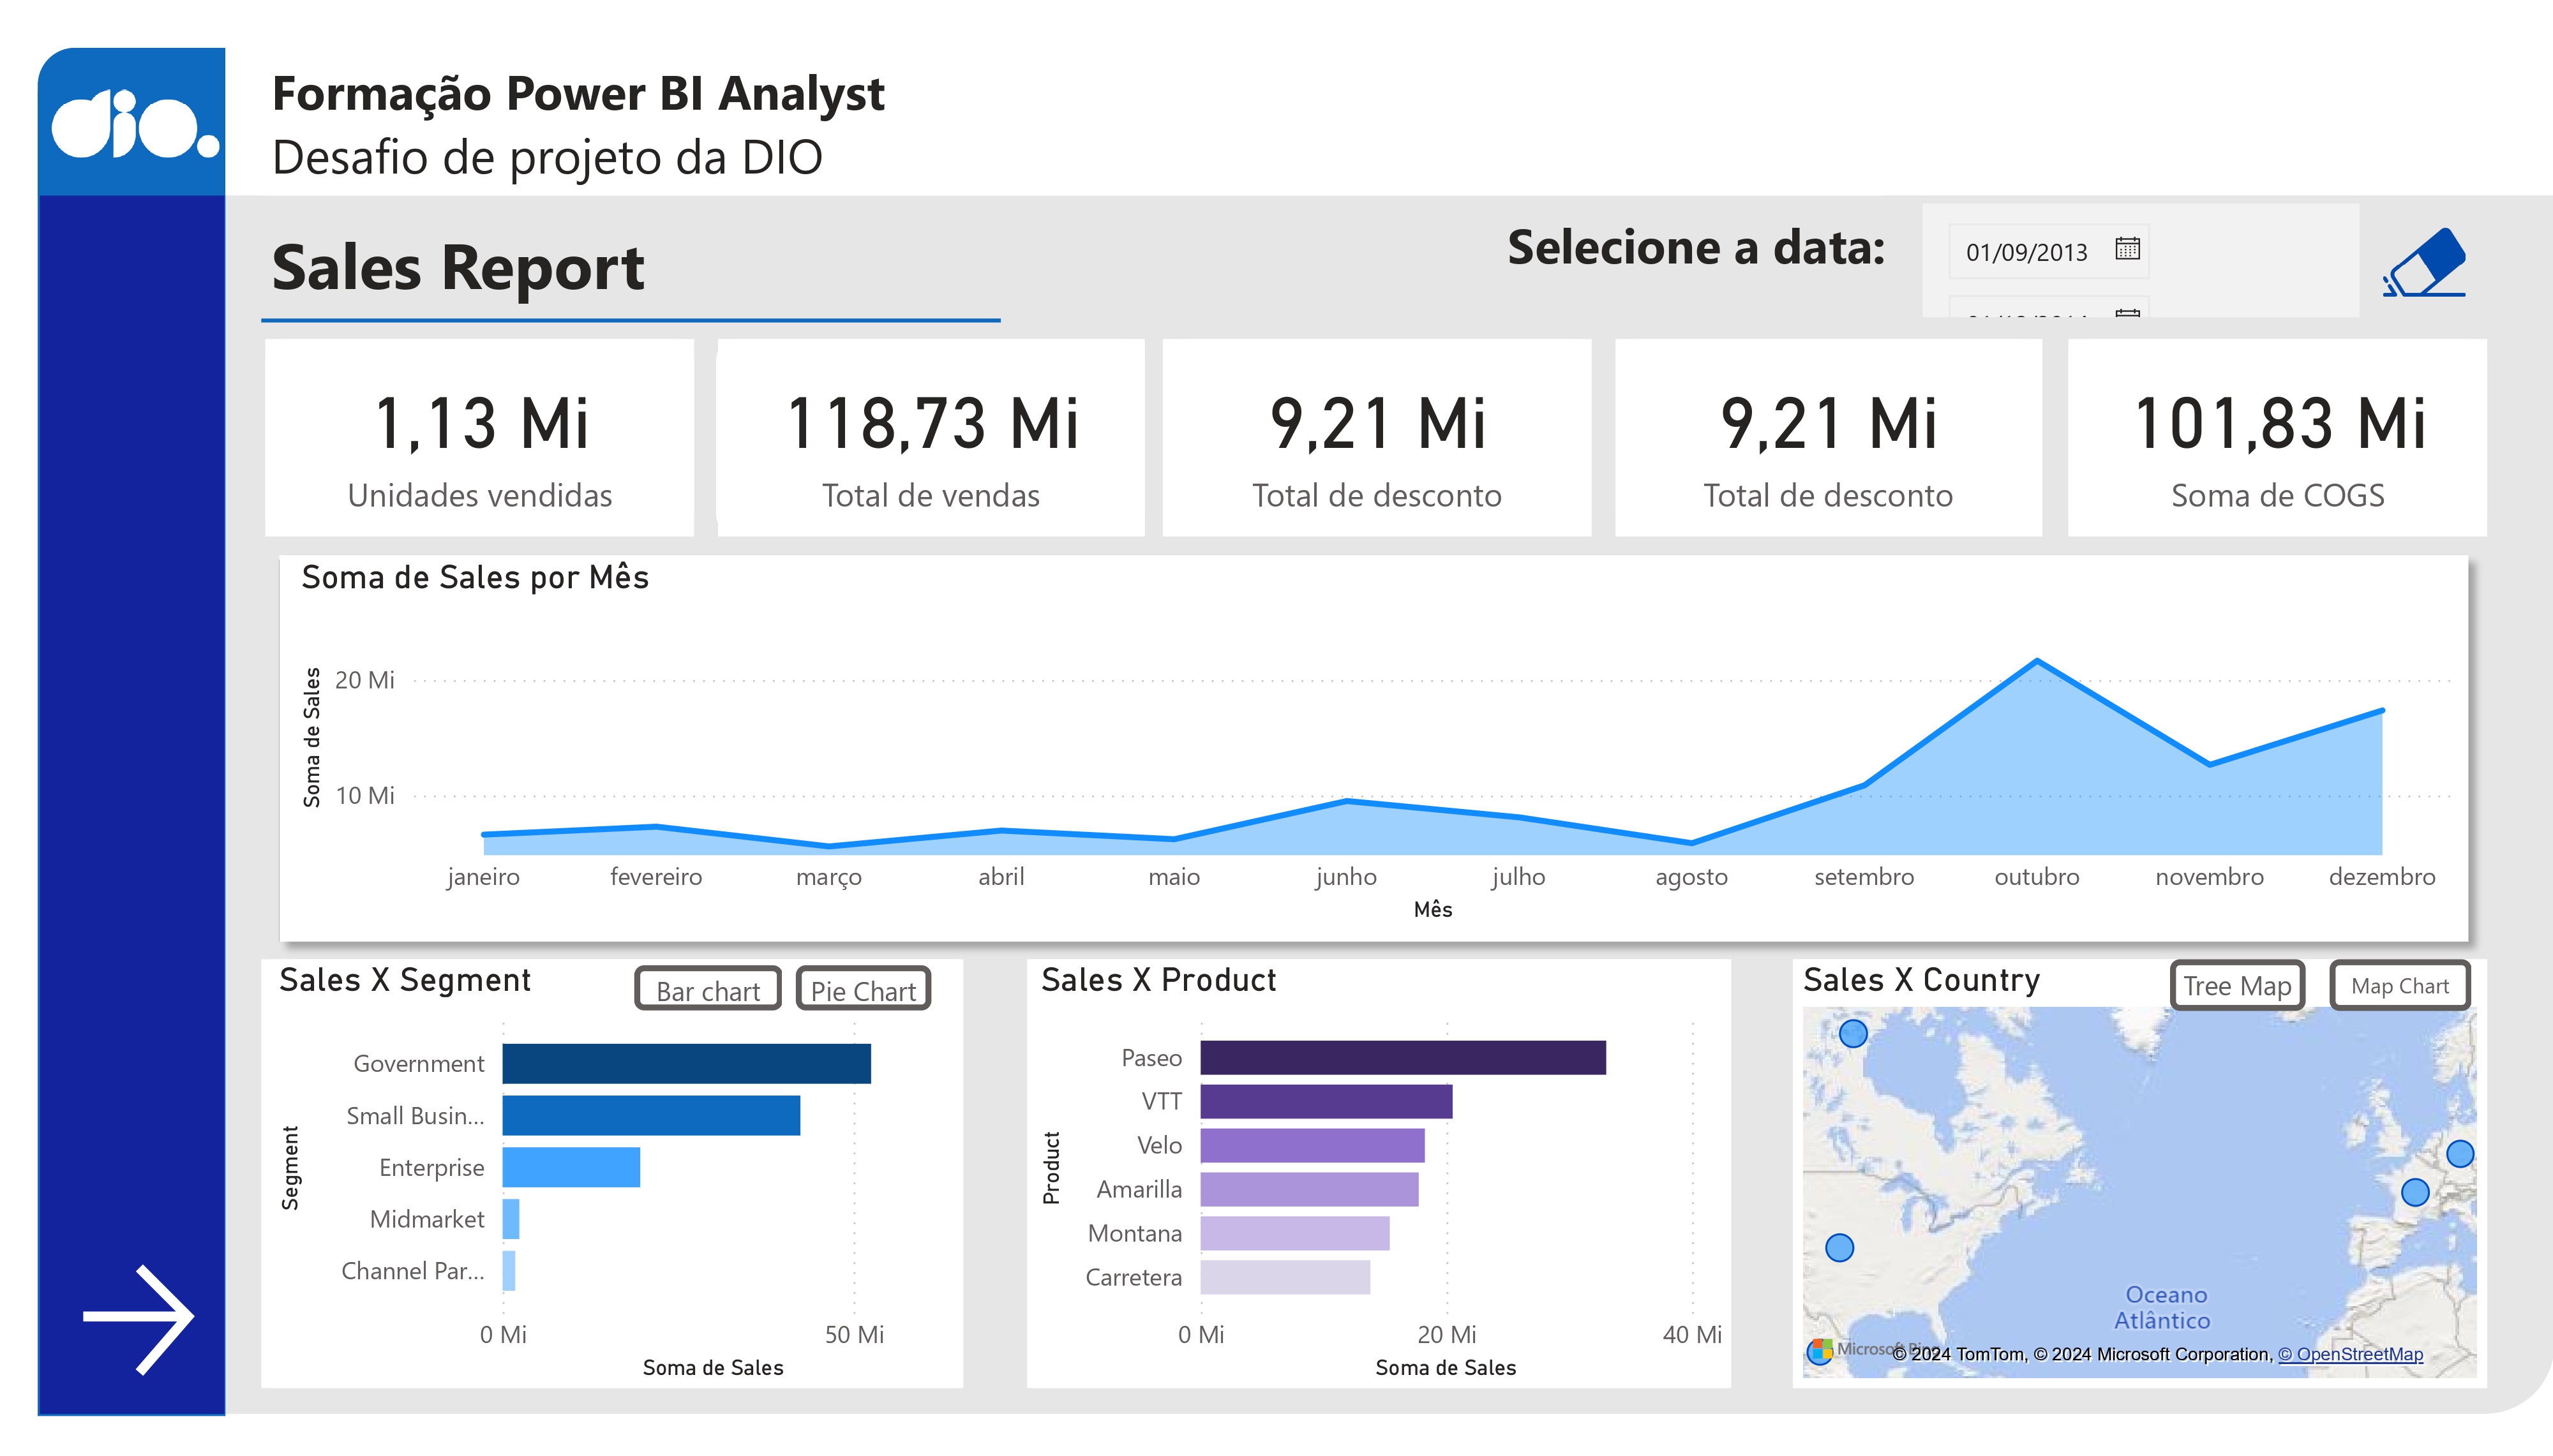 dio.
Formação Power BI Analyst
Desafio de projeto da DIO
Sales Report
Selecione a data:
01/09/2013
1,13 Mi
Unidades vendidas
118,73 Mi
Total de vendas
9,21 Mi
Total de desconto
9,21 Mi
Total de desconto
101,83 Mi
Soma de COGS
Soma de Sales por Mês
Soma de Sales
20 Mi
10 Mi
janeiro fevereiro março abril maio junho julho agosto setembro outubro novembro dezembro
Mês
Sales X Segment
Bar chart
Pie Chart
Segment
Government
Small Busin...
Enterprise
Midmarket
Channel Par...
0 Mi 50 Mi
Soma de Sales
Sales X Product
Product
Paseo
VTT
Velo
Amarilla
Montana
Carretera
0 Mi 20 Mi 40 Mi
Soma de Sales
Sales X Country
Tree Map
Map Chart
Oceano
Atlântico
Microsoft Bing
© 2024 TomTom, © 2024 Microsoft Corporation, © OpenStreetMap